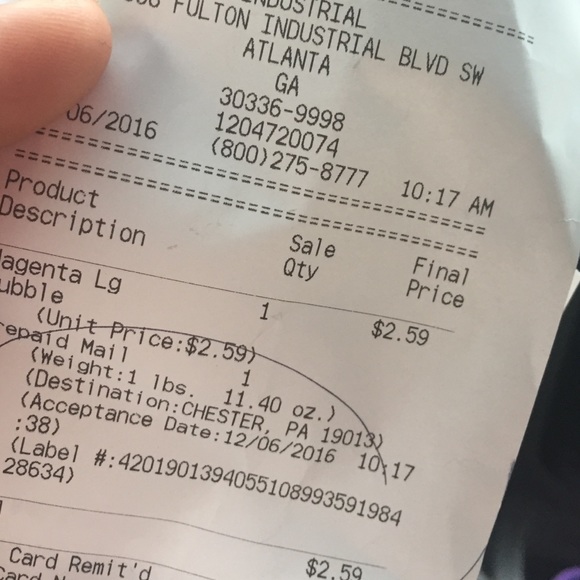 INDUSTRIAL
FULTON INDUSTRIAL BLVD SW
ATLANTA
GA
30336-9998
1204720074
06/2016 (800)275-8777 10:17 AM
Product Sale Final
Description Qty Price
Magenta Lg 1 $2.59
ubble
(Unit Price:$2.59)
repaid Mail 1
(Weight:1 lbs. 11.40 oz.)
(Destination:CHESTER, PA 19013)
(Acceptance Date:12/06/2016 10:17
:38)
(Label #:4201901394055108993591984
28634)
Card Remit'd $2.59